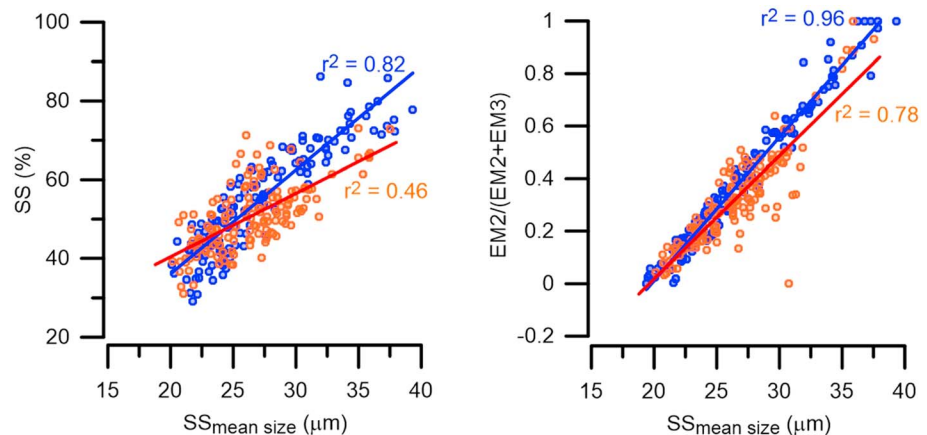 100
80
60
40
20
SS (%)
r2 = 0.82
r2 = 0.46
15 20 25 30 35 40
SSmean size (μm)
1
0.8
0.6
0.4
0.2
0
-0.2
EM2/(EM2+EM3)
r2 = 0.96
r2 = 0.78
15 20 25 30 35 40
SSmean size (μm)